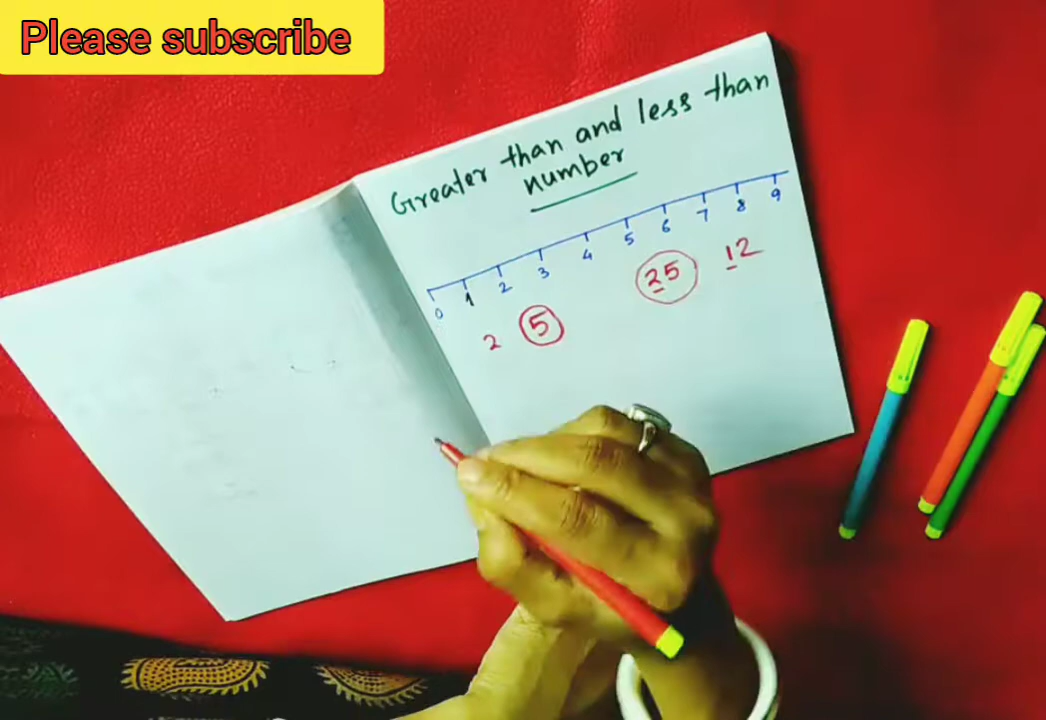 Please subscribe
Greater than and less than
number
0 1 2 3 4 5 6 7 8 9
2 5 25 12